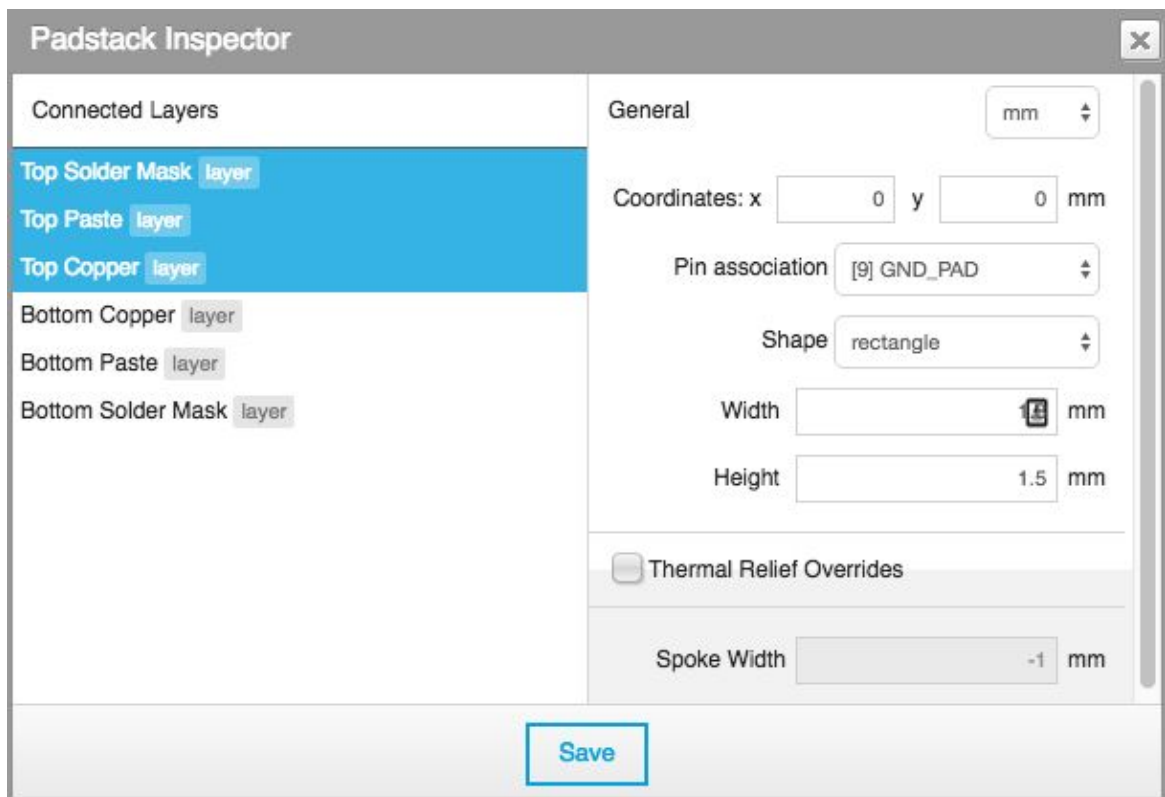 Padstack Inspector
Connected Layers
Top Solder Mask layer
Top Paste layer
Top Copper layer
Bottom Copper layer
Bottom Paste layer
Bottom Solder Mask layer
General mm
Coordinates: x 0 y 0 mm
Pin association [9] GND_PAD
Shape rectangle
Width mm
Height 1.5 mm
Thermal Relief Overrides
Spoke Width -1 mm
Save